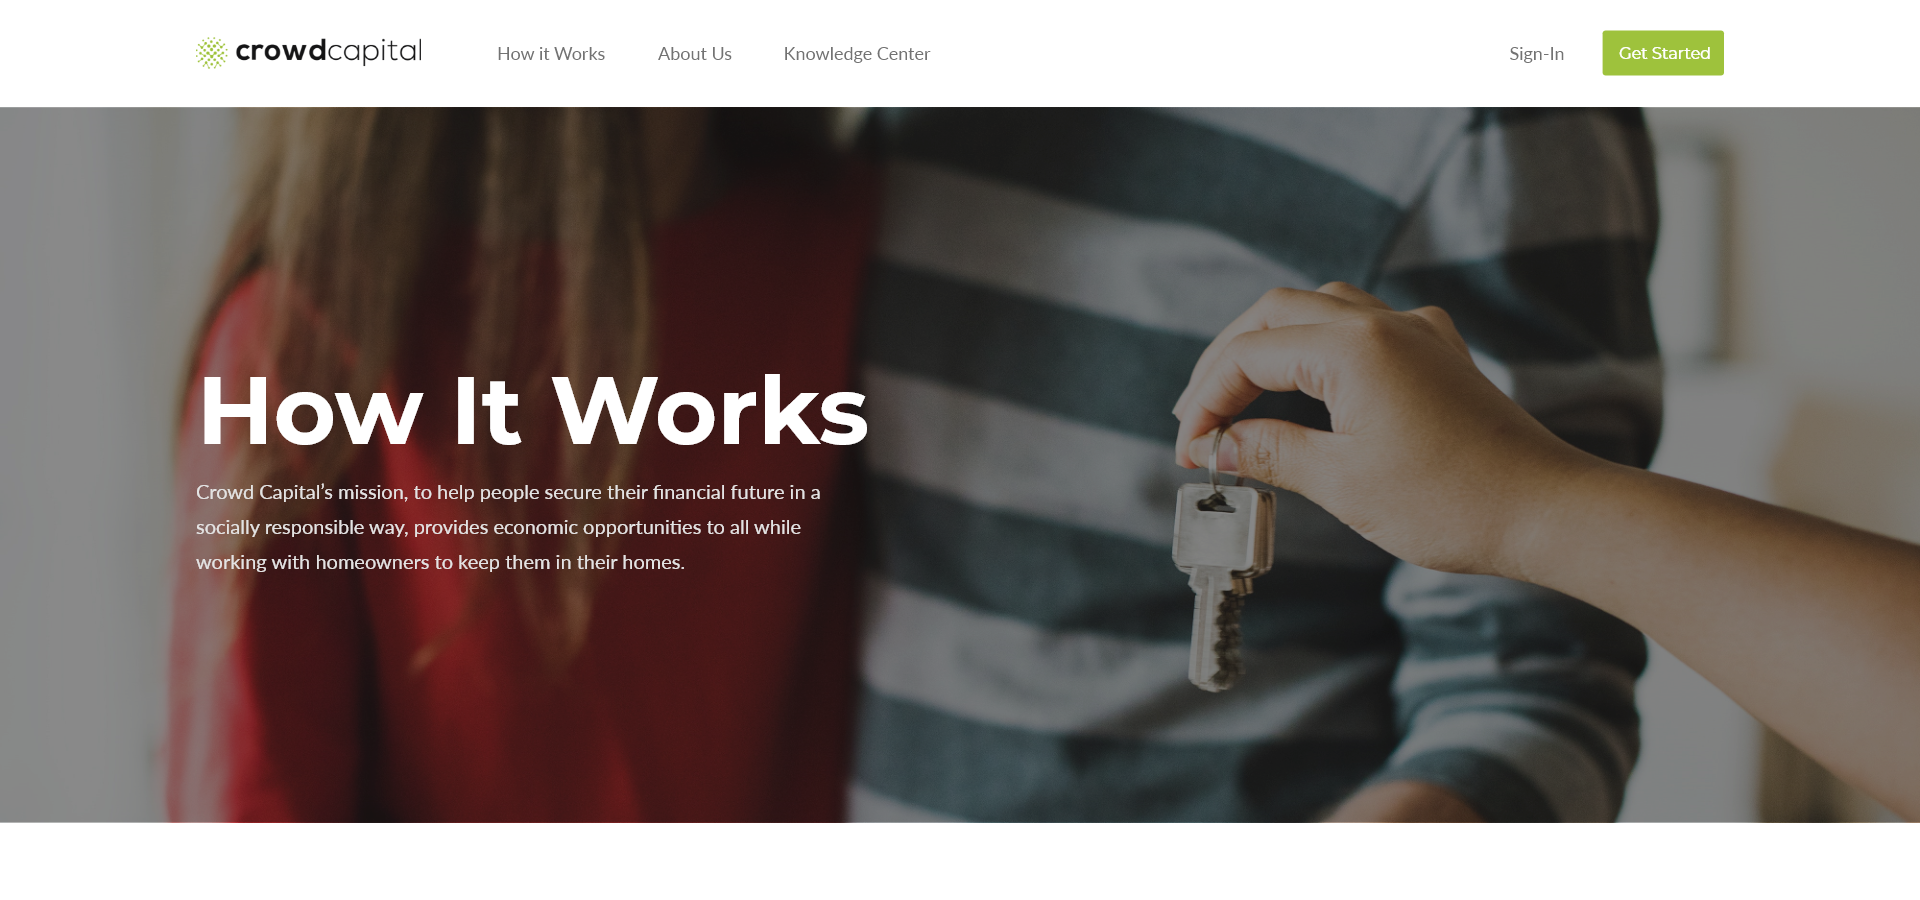 crowdcapital
How it Works
About Us
Knowledge Center
Sign-In
Get Started
How It Works
Crowd Capital’s mission, to help people secure their financial future in a
socially responsible way, provides economic opportunities to all while
working with homeowners to keep them in their homes.